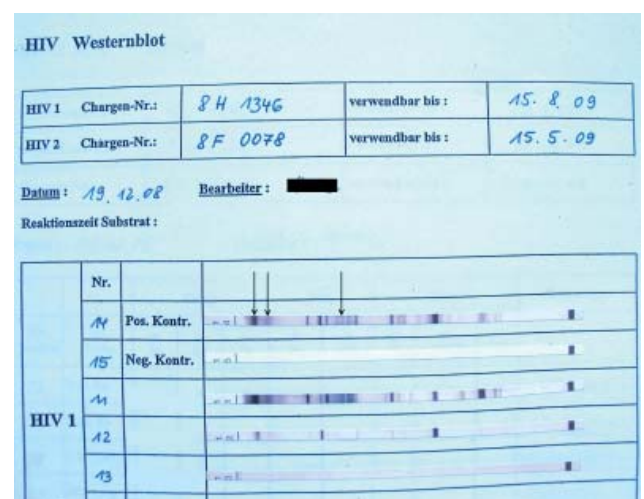 HIV Westernblot
HIV 1 Chargen-Nr.: 8 H 1346 verwendbar bis : 15. 8. 09
HIV 2 Chargen-Nr.: 8 F 0078 verwendbar bis : 15. 5. 09
Datum : 19. 12. 08 Bearbeiter :
Reaktionszeit Substrat :
Nr.
14 Pos. Kontr.
15 Neg. Kontr.
11
HIV 1
12
13